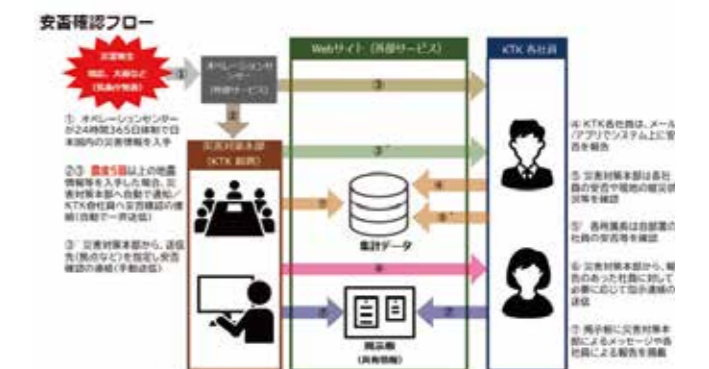 安否確認フロー
災害発生
地震、大雨など
(気象庁発表)
①
オペレーションセンター
(外部サービス)
②
Webサイト（外部サービス）
KTK 各社員
③
① オペレーションセンター
が24時間365日体制で日
本国内の災害情報を入手
②③ 震度5弱以上の地震
情報等を入手した場合、災
害対策本部へ自動で通知／
KTK各社員へ安否確認の連
絡(自動で一斉送信)
③' 災害対策本部から、送信
先(拠点など)を指定し安否
確認の連絡(手動送信)
災害対策本部
(KTK 総務)
③'
④
⑤
⑤'
集計データ
⑥
⑦
⑦
掲示板
(共有情報)
④ KTK各社員は、メール
/アプリでシステム上に安
否を報告
⑤ 災害対策本部は各社
員の安否や現地の被災状
況等を確認
⑤' 各所属長は自部署の
社員の安否等を確認
⑥ 災害対策本部から、報
告のあった社員に対して
必要に応じて指示連絡の
送信
⑦ 掲示板に災害対策本
部によるメッセージや各
社員による報告を掲載